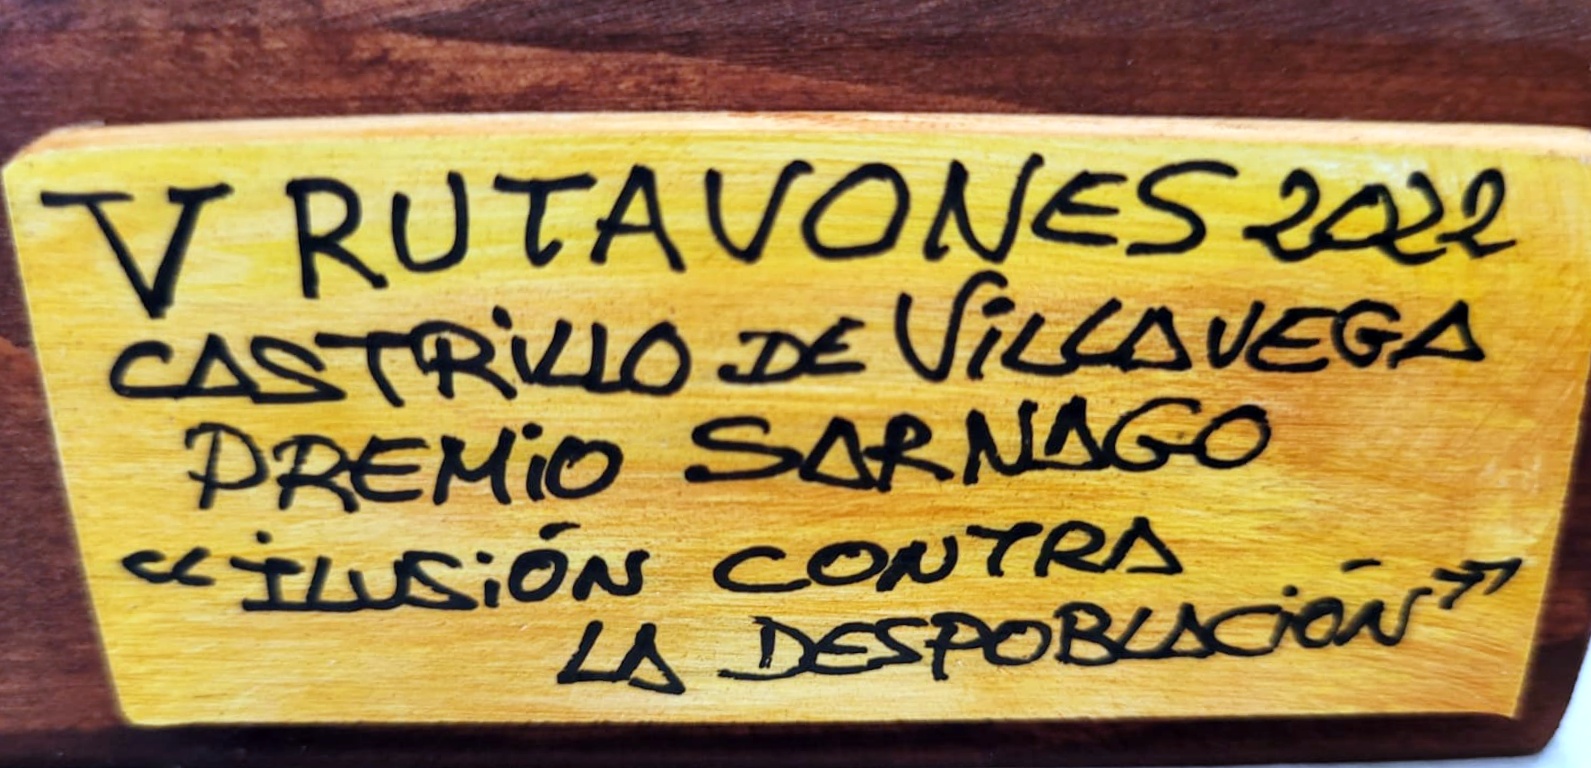 V RUTAVONES 2022
CASTRILLO DE VILLAVEGA
PREMIO SARNAGO
"ILUSIÓN CONTRA
LA DESPOBLACIÓN"